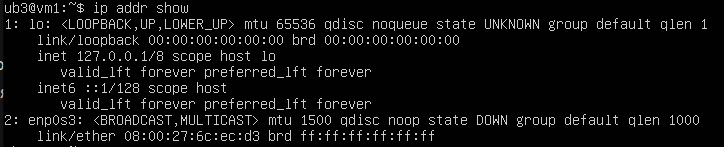 ub3@vm1:~$ ip addr show
1: lo: <LOOPBACK,UP,LOWER_UP> mtu 65536 qdisc noqueue state UNKNOWN group default qlen 1
    link/loopback 00:00:00:00:00:00 brd 00:00:00:00:00:00
    inet 127.0.0.1/8 scope host lo
       valid_lft forever preferred_lft forever
    inet6 ::1/128 scope host
       valid_lft forever preferred_lft forever
2: enp0s3: <BROADCAST,MULTICAST> mtu 1500 qdisc noop state DOWN group default qlen 1000
    link/ether 08:00:27:6c:ec:d3 brd ff:ff:ff:ff:ff:ff